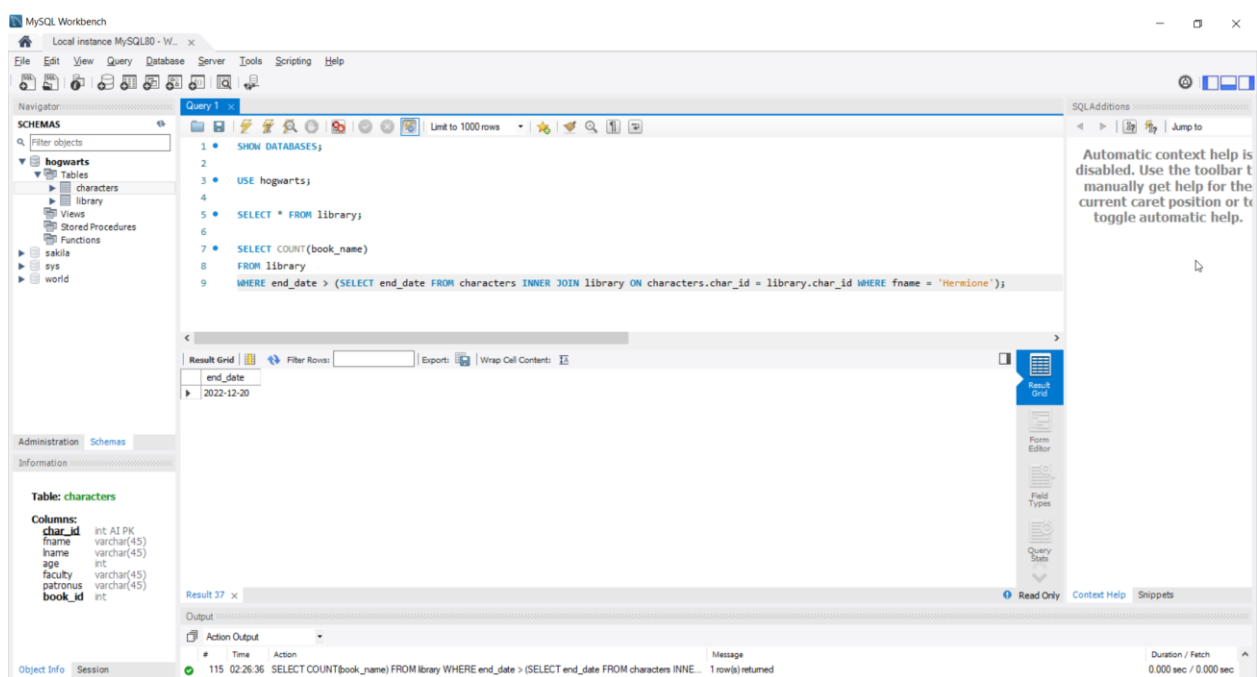 MySQL Workbench
Local instance MySQL80 - W...
File Edit View Query Database Server Tools Scripting Help
Navigator
SCHEMAS
Filter objects
hogwarts
Tables
characters
library
Views
Stored Procedures
Functions
sakila
sys
world
Administration Schemas
Information
Table: characters
Columns:
char_id int AI PK
fname varchar(45)
lname varchar(45)
age int
faculty varchar(45)
patronus varchar(45)
book_id int
Object Info Session
Query 1
Limit to 1000 rows
1 SHOW DATABASES;
2
3 USE hogwarts;
4
5 SELECT * FROM library;
6
7 SELECT COUNT(book_name)
8 FROM library
9 WHERE end_date > (SELECT end_date FROM characters INNER JOIN library ON characters.char_id = library.char_id WHERE fname = 'Hermione');
Result Grid Filter Rows: Export: Wrap Cell Content:
end_date
2022-12-20
Result Grid
Form Editor
Field Types
Query Stats
Result 37
Read Only
Output
Action Output
# Time Action Message Duration / Fetch
115 02:26:36 SELECT COUNT(book_name) FROM library WHERE end_date > (SELECT end_date FROM characters INNE... 1 row(s) returned 0.000 sec / 0.000 sec
SQLAdditions
Jump to
Automatic context help is
disabled. Use the toolbar t
manually get help for the
current caret position or to
toggle automatic help.
Context Help Snippets